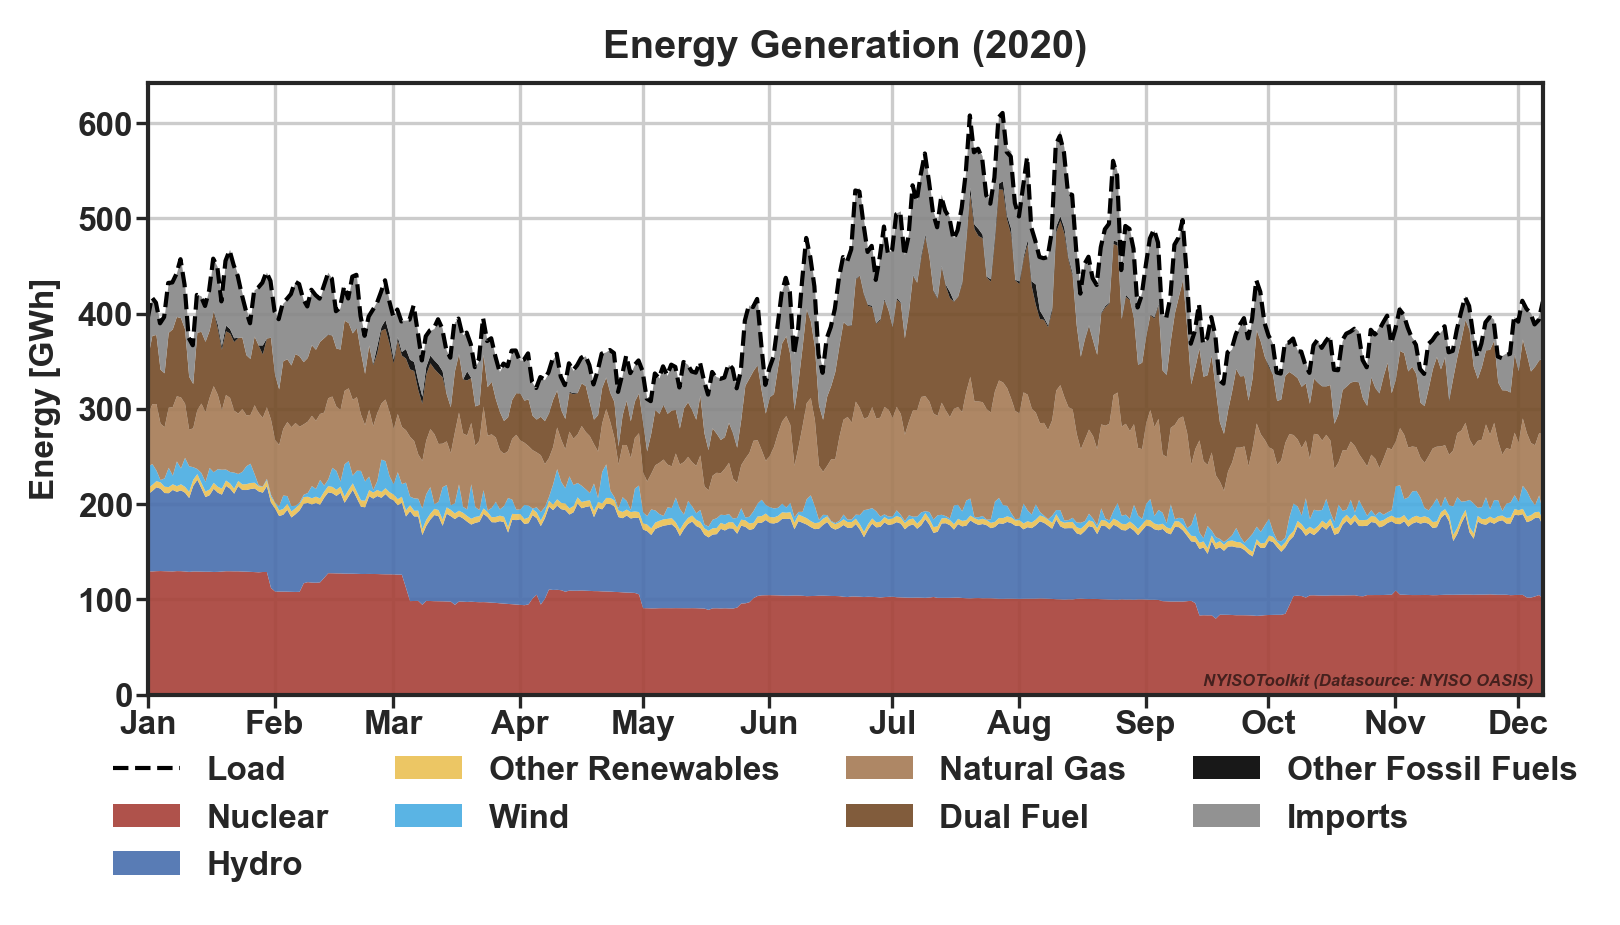 Energy Generation (2020)
Energy [GWh]
600
500
400
300
200
100
0
NYISOToolkit (Datasource: NYISO OASIS)
Jan Feb Mar Apr May Jun Jul Aug Sep Oct Nov Dec
Load Other Renewables Natural Gas Other Fossil Fuels
Nuclear Wind Dual Fuel Imports
Hydro